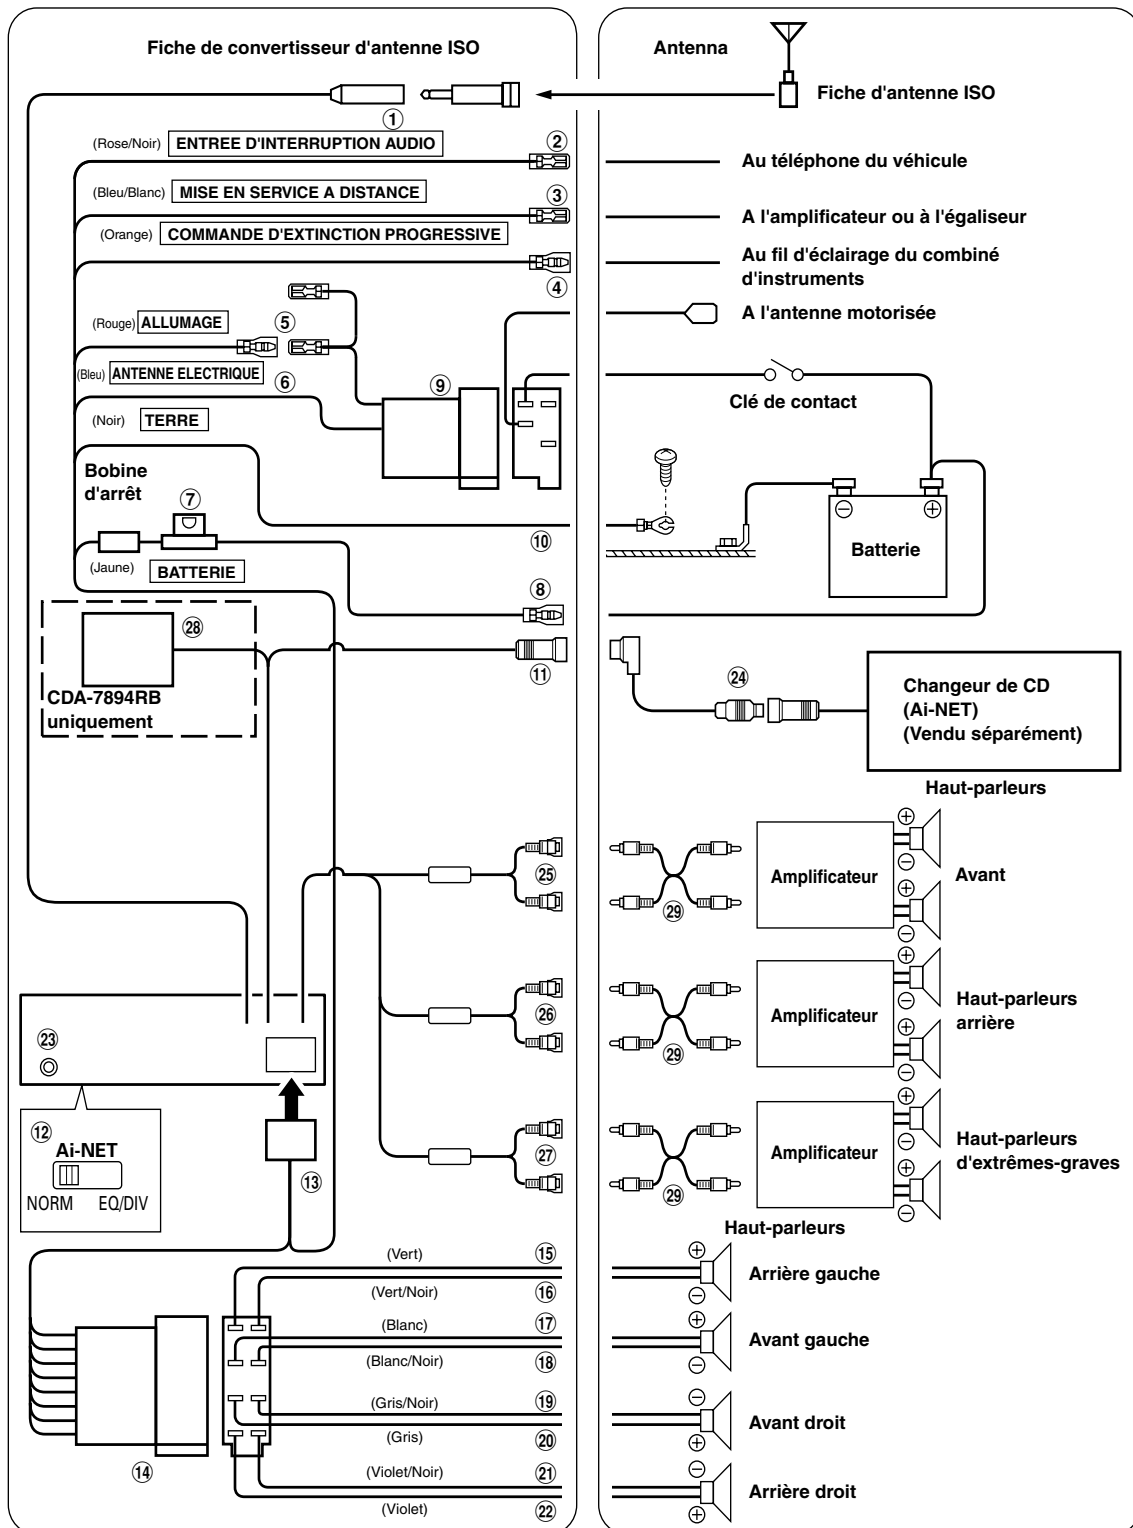 Fiche de convertisseur d'antenne ISO
Antenna
Fiche d'antenne ISO
①
(Rose/Noir) ENTREE D'INTERRUPTION AUDIO ②
Au téléphone du véhicule
(Bleu/Blanc) MISE EN SERVICE A DISTANCE ③
A l'amplificateur ou à l'égaliseur
(Orange) COMMANDE D'EXTINCTION PROGRESSIVE
④
Au fil d'éclairage du combiné
d'instruments
(Rouge) ALLUMAGE ⑤
A l'antenne motorisée
(Bleu) ANTENNE ELECTRIQUE ⑥
⑨
Clé de contact
(Noir) TERRE
Bobine
d'arrêt
⑦
⑩
⊖ ⊕
Batterie
(Jaune) BATTERIE
⑧
㉘
CDA-7894RB
uniquement
⑪
㉔
Changeur de CD
(Ai-NET)
(Vendu séparément)
Haut-parleurs
㉕
㉙
Amplificateur
⊕
⊖
⊕
⊖
Avant
㉖
㉙
Amplificateur
⊕
⊖
⊕
⊖
Haut-parleurs
arrière
㉓
⑫
Ai-NET
NORM EQ/DIV
⑬
㉗
㉙
Amplificateur
⊕
⊖
⊕
⊖
Haut-parleurs
d'extrêmes-graves
Haut-parleurs
(Vert) ⑮
(Vert/Noir) ⑯
⊕
⊖
Arrière gauche
(Blanc) ⑰
(Blanc/Noir) ⑱
⊕
⊖
Avant gauche
(Gris/Noir) ⑲
(Gris) ⑳
⊖
⊕
Avant droit
⑭
(Violet/Noir) ㉑
(Violet) ㉒
⊖
⊕
Arrière droit